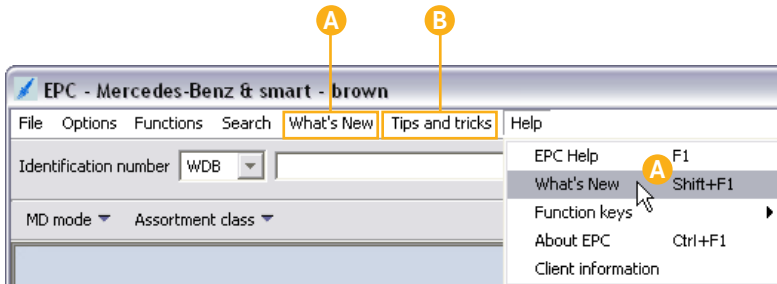 A B
EPC - Mercedes-Benz & smart - brown
File Options Functions Search What's New Tips and tricks Help
Identification number WDB
EPC Help F1
A
What's New Shift+F1
MD mode Assortment class
Function keys
About EPC Ctrl+F1
Client information